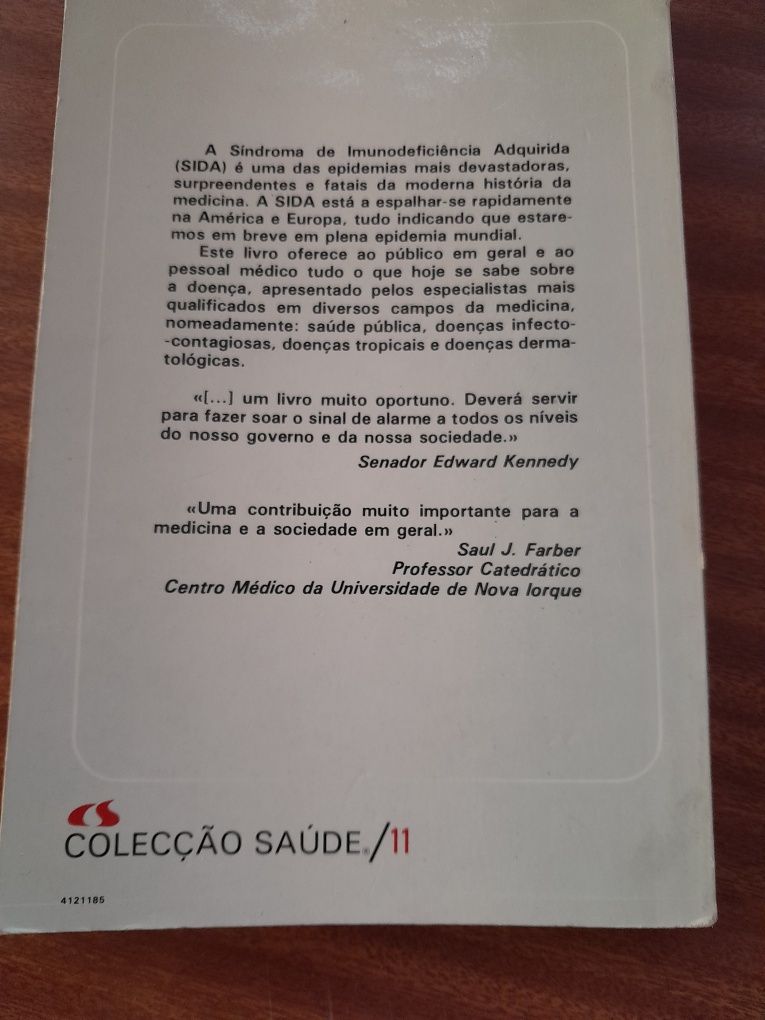 A Síndroma de Imunodeficiência Adquirida
(SIDA) é uma das epidemias mais devastadoras,
surpreendentes e fatais da moderna história da
medicina. A SIDA está a espalhar-se rapidamente
na América e Europa, tudo indicando que estare-
mos em breve em plena epidemia mundial.
Este livro oferece ao público em geral e ao
pessoal médico tudo o que hoje se sabe sobre
a doença, apresentado pelos especialistas mais
qualificados em diversos campos da medicina,
nomeadamente: saúde pública, doenças infecto-
-contagiosas, doenças tropicais e doenças derma-
tológicas.
«[...] um livro muito oportuno. Deverá servir
para fazer soar o sinal de alarme a todos os níveis
do nosso governo e da nossa sociedade.»
Senador Edward Kennedy
«Uma contribuição muito importante para a
medicina e a sociedade em geral.»
Saul J. Farber
Professor Catedrático
Centro Médico da Universidade de Nova Iorque
CS
COLECÇÃO SAÚDE®/11
4121185